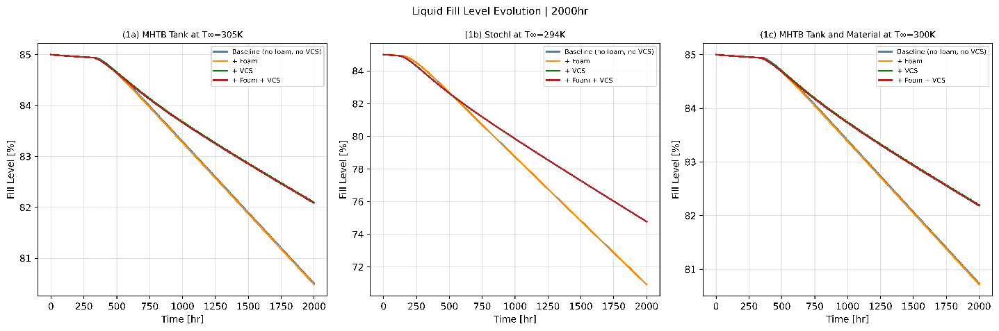 Liquid Fill Level Evolution | 2000hr
(1a) MHTB Tank at T∞=305K
Baseline (no foam, no VCS)
+ Foam
+ VCS
+ Foam + VCS
85
84
83
82
81
Fill Level [%]
0 250 500 750 1000 1250 1500 1750 2000
Time [hr]
(1b) Stochl at T∞=294K
Baseline (no foam, no VCS)
+ Foam
+ VCS
+ Foam + VCS
84
82
80
78
76
74
72
Fill Level [%]
0 250 500 750 1000 1250 1500 1750 2000
Time [hr]
(1c) MHTB Tank and Material at T∞=300K
Baseline (no foam, no VCS)
+ Foam
+ VCS
+ Foam + VCS
85
84
83
82
81
Fill Level [%]
0 250 500 750 1000 1250 1500 1750 2000
Time [hr]